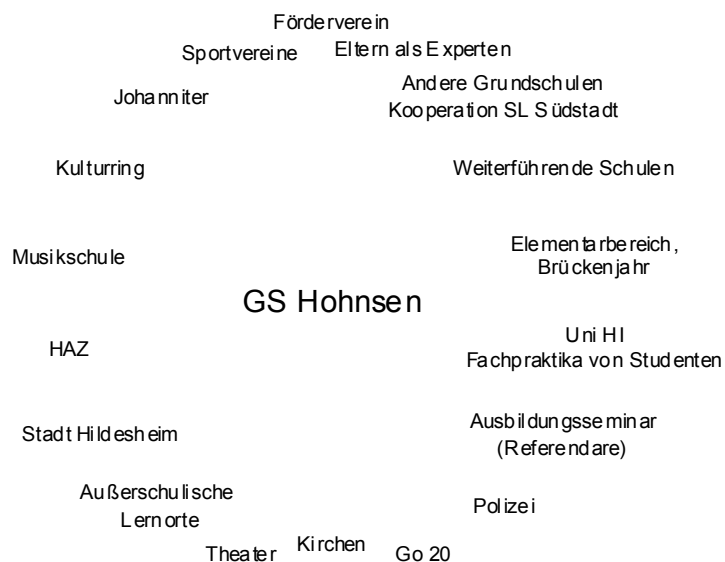 Förderverein
Sportvereine Eltern als Experten
Johanniter
Andere Grundschulen
Kooperation SL Südstadt
Kulturring
Weiterführende Schulen
Musikschule
Elementarbereich,
Brückenjahr
GS Hohnsen
HAZ
Uni HI
Fachpraktika von Studenten
Stadt Hildesheim
Ausbildungsseminar
(Referendare)
Außerschulische
Lernorte
Polizei
Theater Kirchen Go 20